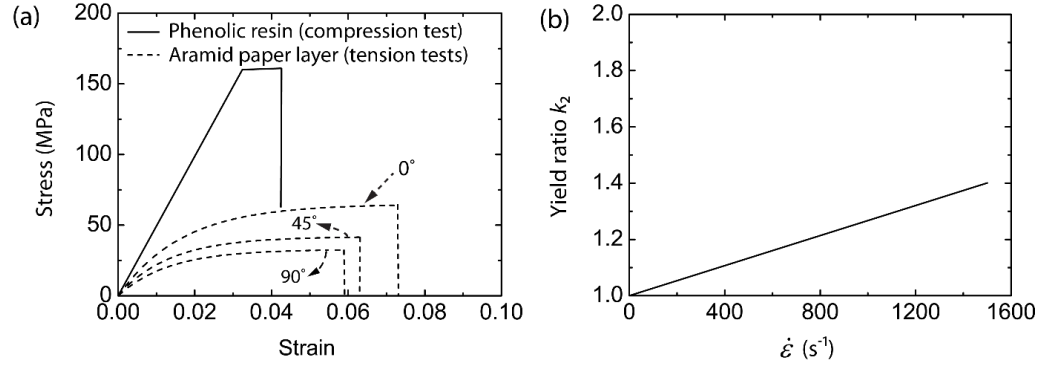 (a)
200
150
100
50
0
Stress (MPa)
Phenolic resin (compression test)
Aramid paper layer (tension tests)
0°
45°
90°
0.00 0.02 0.04 0.06 0.08 0.10
Strain
(b)
2.0
1.8
1.6
1.4
1.2
1.0
Yield ratio k₂
0 400 800 1200 1600
ε̇ (s⁻¹)